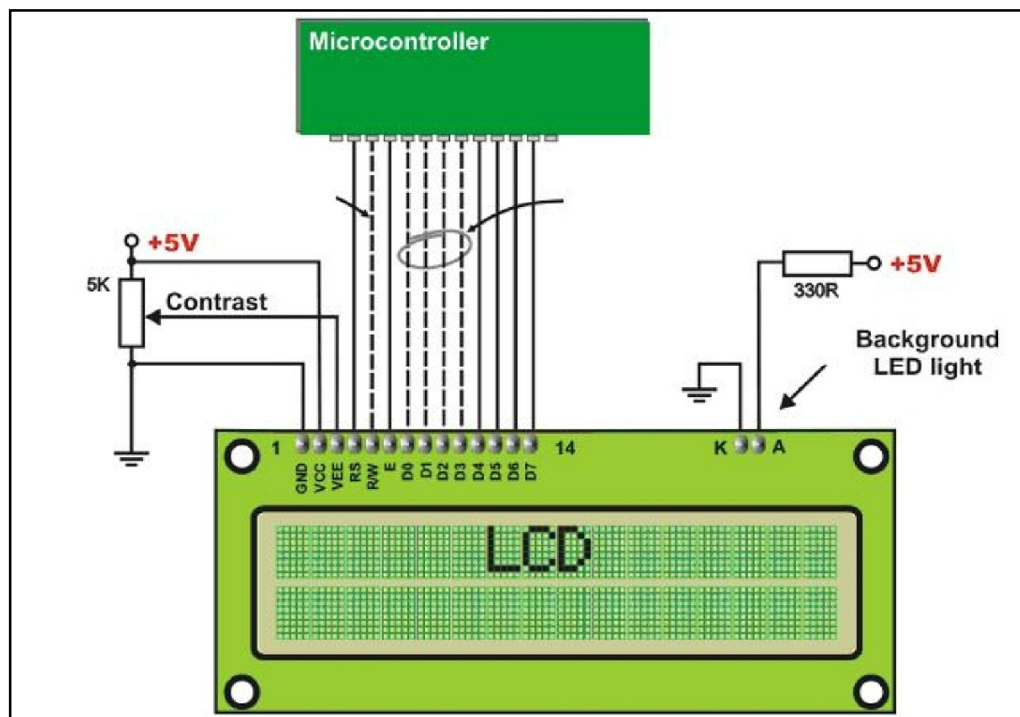 Microcontroller
+5V
5K
Contrast
+5V
330R
Background
LED light
1
14
K
A
GND
VCC
VEE
RS
R/W
E
D0
D1
D2
D3
D4
D5
D6
D7
LCD